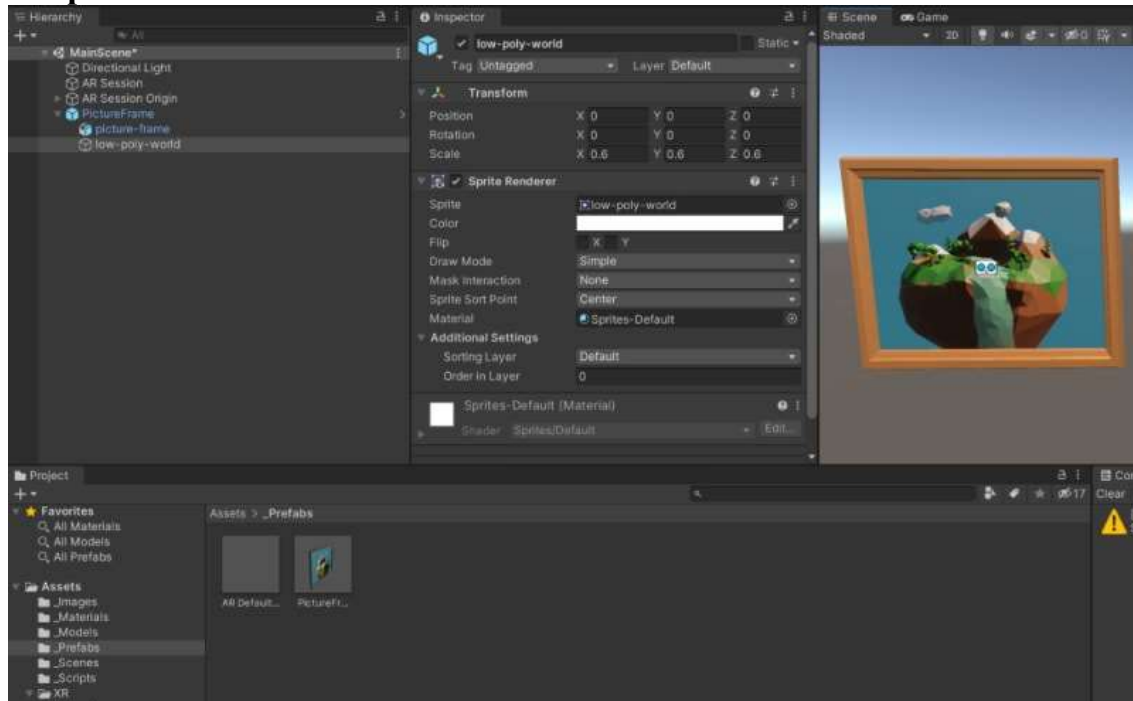 Hierarchy
All
MainScene*
Directional Light
AR Session
AR Session Origin
PictureFrame
picture-frame
low-poly-world
Inspector
low-poly-world
Static
Tag Untagged
Layer Default
Transform
Position X 0 Y 0 Z 0
Rotation X 0 Y 0 Z 0
Scale X 0.6 Y 0.6 Z 0.6
Sprite Renderer
Sprite low-poly-world
Color
Flip X Y
Draw Mode Simple
Mask Interaction None
Sprite Sort Point Center
Material Sprites-Default
Additional Settings
Sorting Layer Default
Order in Layer 0
Sprites-Default (Material)
Shader Sprites/Default Edit...
Scene Game
Shaded 2D 0
Project
17
Favorites
All Materials
All Models
All Prefabs
Assets
_Images
_Materials
_Models
_Prefabs
_Scenes
_Scripts
XR
Assets > _Prefabs
AR Default...
PictureFr...
Clear